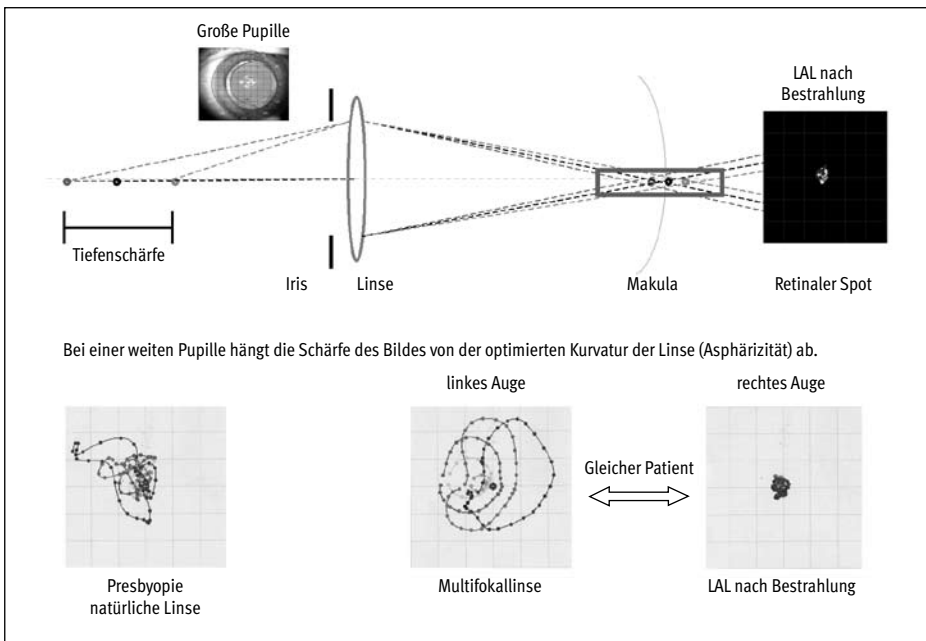 Große Pupille
LAL nach
Bestrahlung
Tiefenschärfe
Iris
Linse
Makula
Retinaler Spot
Bei einer weiten Pupille hängt die Schärfe des Bildes von der optimierten Kurvatur der Linse (Asphärizität) ab.
linkes Auge
rechtes Auge
Gleicher Patient
Presbyopie
natürliche Linse
Multifokallinse
LAL nach Bestrahlung